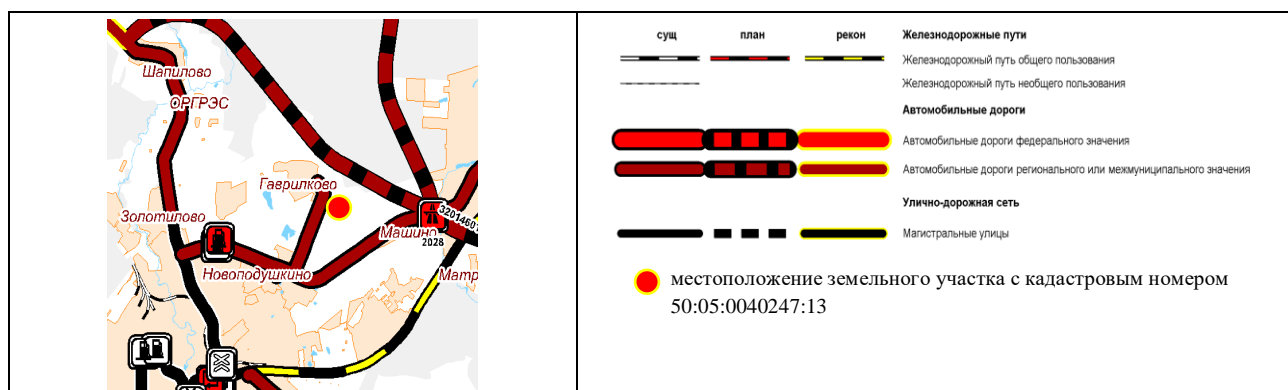 Шапилово
ОРГРЭС
Гаврилково
Золотилово
Машино
32014601
2028
Новоподушкино
Матр
сущ план рекон Железнодорожные пути
Железнодорожный путь общего пользования
Железнодорожный путь необщего пользования
Автомобильные дороги
Автомобильные дороги федерального значения
Автомобильные дороги регионального или межмуниципального значения
Улично-дорожная сеть
Магистральные улицы
местоположение земельного участка с кадастровым номером
50:05:0040247:13